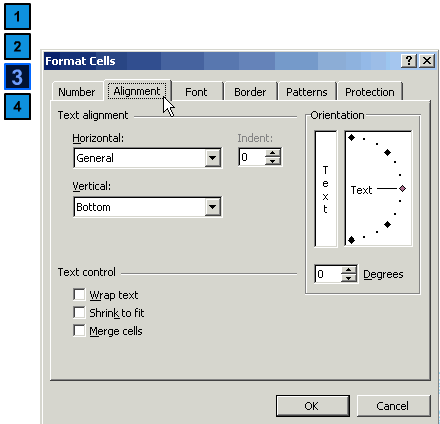 1
2
3
4
Format Cells
Number Alignment Font Border Patterns Protection
Text alignment
Horizontal:
General
Indent:
0
Vertical:
Bottom
Orientation
Text
Text
0 Degrees
Text control
Wrap text
Shrink to fit
Merge cells
OK Cancel